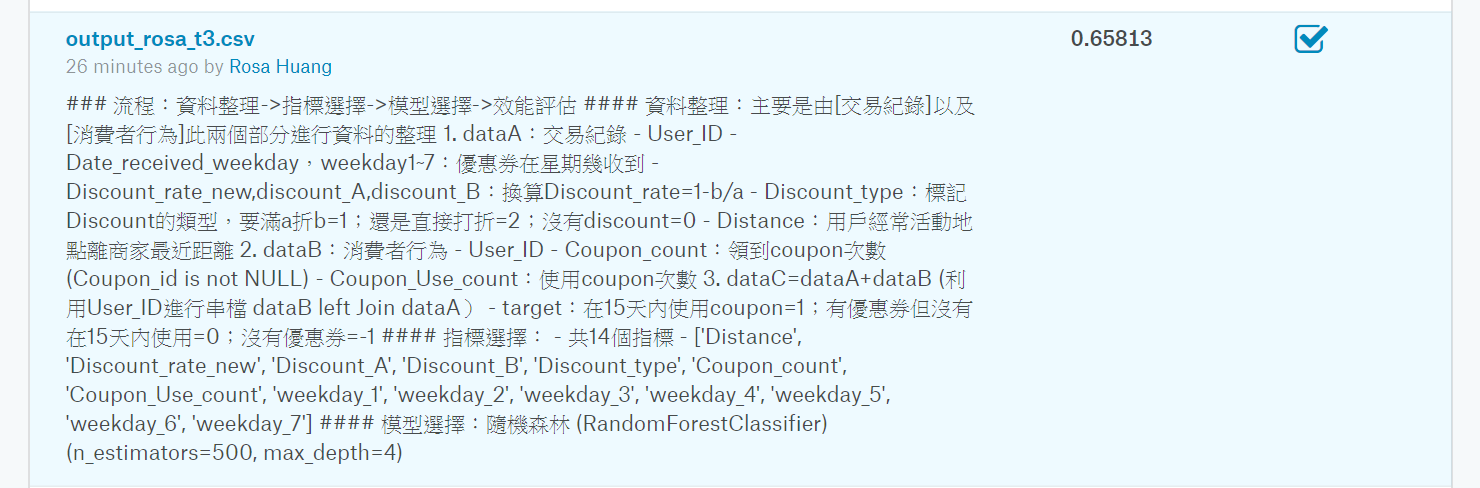 output_rosa_t3.csv 0.65813
26 minutes ago by Rosa Huang
### 流程：資料整理->指標選擇->模型選擇->效能評估 #### 資料整理：主要是由[交易紀錄]以及
[消費者行為]此兩個部分進行資料的整理 1. dataA：交易紀錄 - User_ID -
Date_received_weekday，weekday1~7：優惠券在星期幾收到 -
Discount_rate_new,discount_A,discount_B：換算Discount_rate=1-b/a - Discount_type：標記
Discount的類型，要滿a折b=1；還是直接打折=2；沒有discount=0 - Distance：用戶經常活動地
點離商家最近距離 2. dataB：消費者行為 - User_ID - Coupon_count：領到coupon次數
(Coupon_id is not NULL) - Coupon_Use_count：使用coupon次數 3. dataC=dataA+dataB (利
用User_ID進行串檔 dataB left Join dataA） - target：在15天內使用coupon=1；有優惠券但沒有
在15天內使用=0；沒有優惠券=-1 #### 指標選擇： - 共14個指標 - ['Distance',
'Discount_rate_new', 'Discount_A', 'Discount_B', 'Discount_type', 'Coupon_count',
'Coupon_Use_count', 'weekday_1', 'weekday_2', 'weekday_3', 'weekday_4', 'weekday_5',
'weekday_6', 'weekday_7'] #### 模型選擇：隨機森林 (RandomForestClassifier)
(n_estimators=500, max_depth=4)